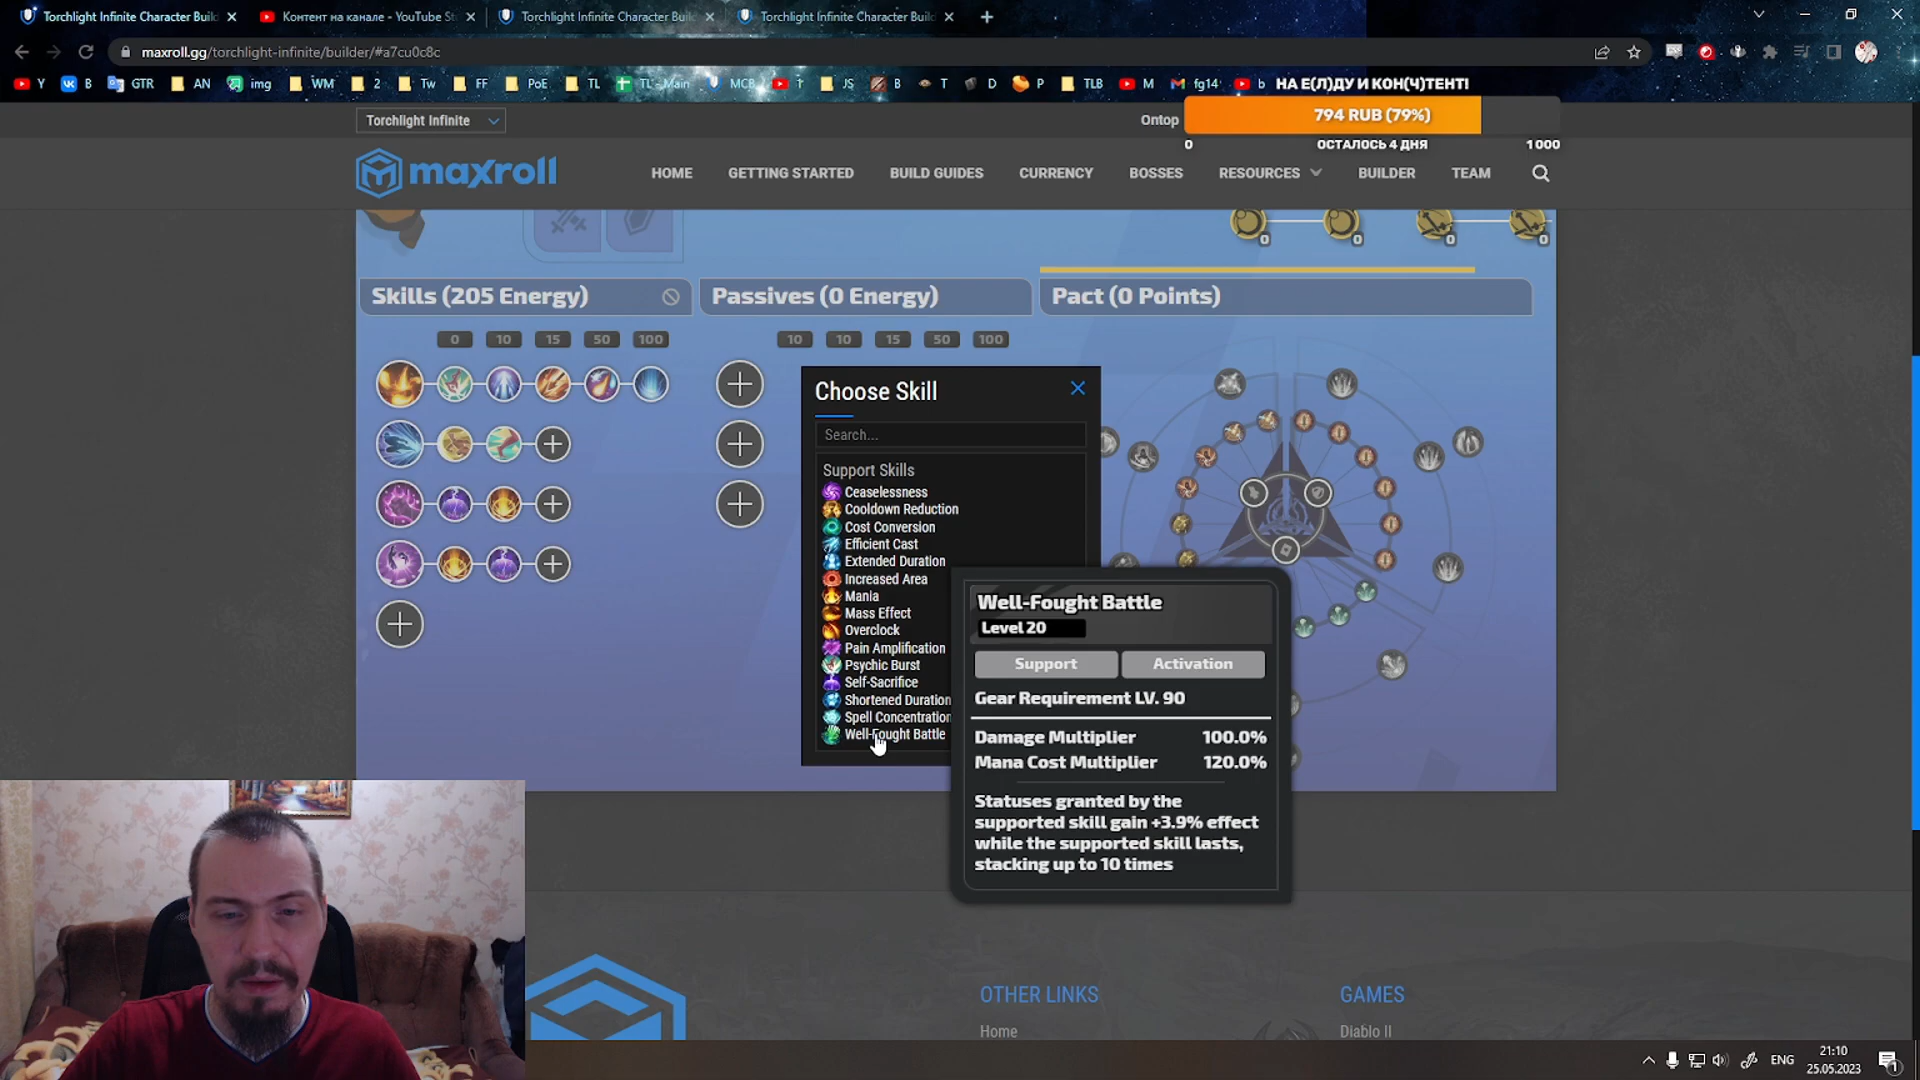 Torchlight Infinite Character Buil
Контент на канале - YouTube St
Torchlight Infinite Character Buil
Torchlight Infinite Character Buil
maxroll.gg/torchlight-infinite/builder/#a7cu0c8c
Y
B
GTR
AN
img
WM
2
Tw
FF
PoE
TL
TL - Main
MCB
JS
B
T
D
P
TLB
M
fg14
b
НА Е(Л)ДУ И КОН(Ч)ТЕНТ!
Torchlight Infinite
Ontop
794 RUB (79%)
0
ОСТАЛОСЬ 4 ДНЯ
1000
maxroll
HOME
GETTING STARTED
BUILD GUIDES
CURRENCY
BOSSES
RESOURCES
BUILDER
TEAM
0
0
0
0
Skills (205 Energy)
Passives (0 Energy)
Pact (0 Points)
0
10
15
50
100
10
10
15
50
100
Choose Skill
Search...
Support Skills
Ceaselessness
Cooldown Reduction
Cost Conversion
Efficient Cast
Extended Duration
Increased Area
Mania
Mass Effect
Overclock
Pain Amplification
Psychic Burst
Self-Sacrifice
Shortened Duration
Spell Concentration
Well-Fought Battle
Well-Fought Battle
Level 20
Support
Activation
Gear Requirement LV. 90
Damage Multiplier 100.0%
Mana Cost Multiplier 120.0%
Statuses granted by the
supported skill gain +3.9% effect
while the supported skill lasts,
stacking up to 10 times
OTHER LINKS
GAMES
Home
Diablo II
ENG
21:10
25.05.2023
1